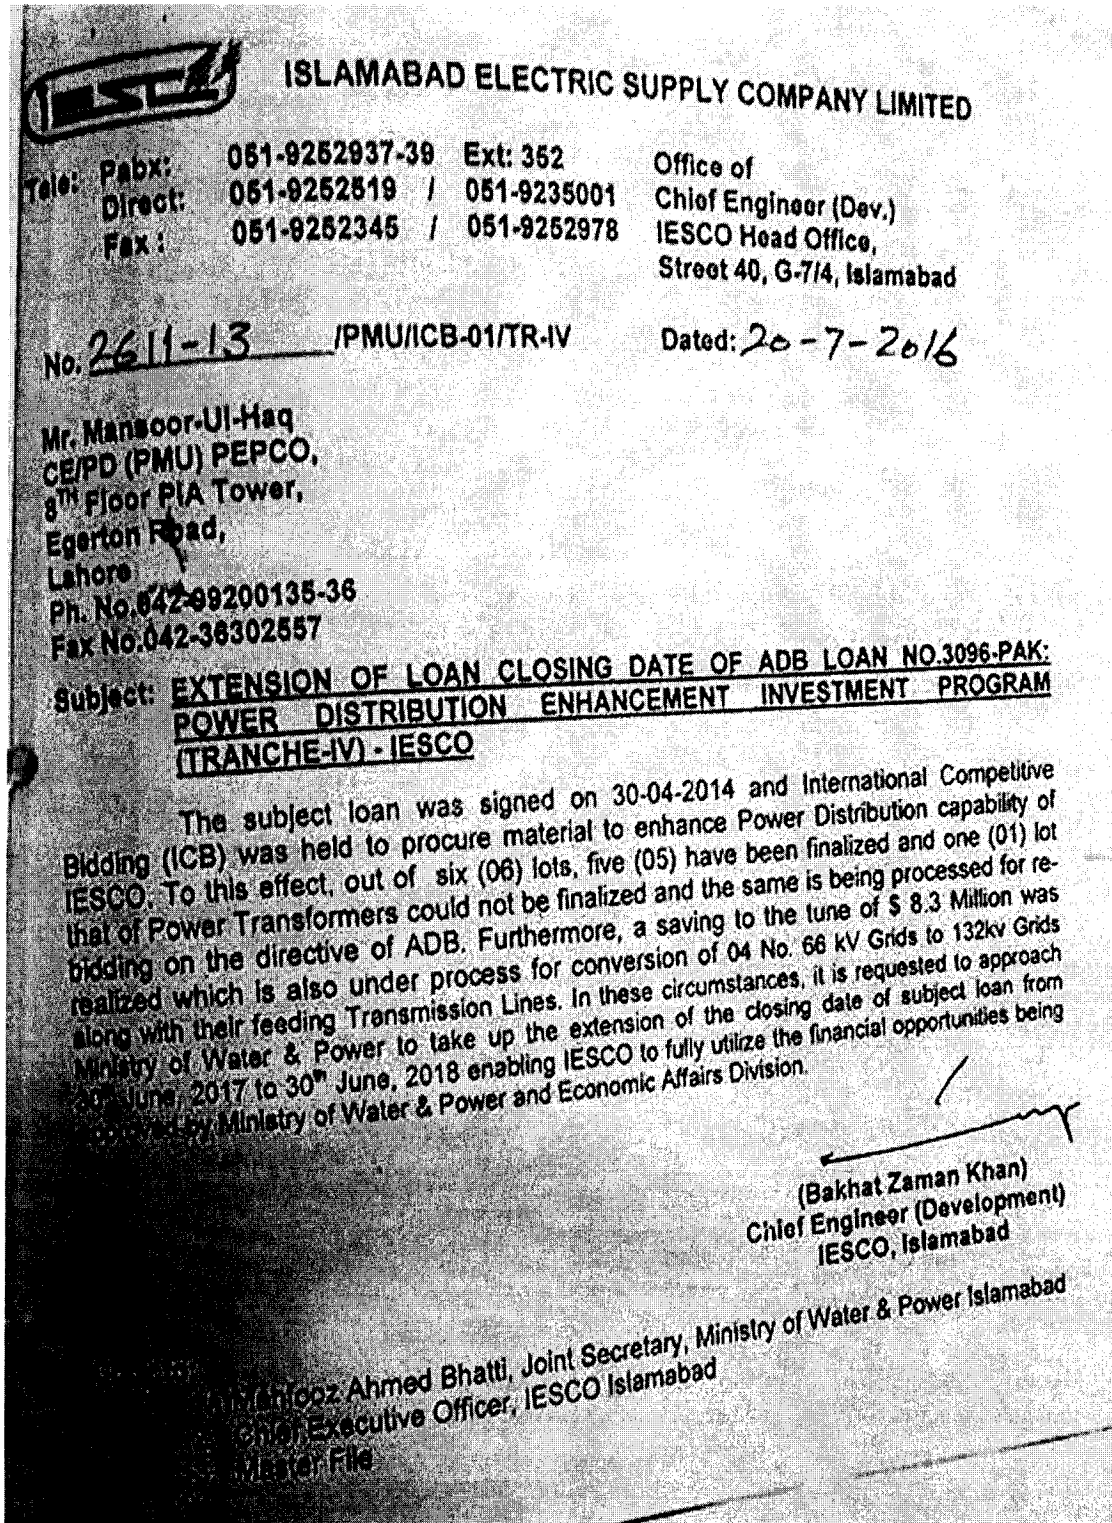 IESCO
ISLAMABAD ELECTRIC SUPPLY COMPANY LIMITED
Tele: Pabx: 051-9252937-39 Ext: 352
Direct: 051-9252519 / 051-9235001
Fax : 051-9252345 / 051-9252978
Office of
Chief Engineer (Dev.)
IESCO Head Office,
Street 40, G-7/4, Islamabad
No. 2611-13 /PMU/ICB-01/TR-IV Dated: 20-7-2016
Mr. Mansoor-Ul-Haq
CE/PD (PMU) PEPCO,
8TH Floor PIA Tower,
Egerton Road,
Lahore
Ph. No.042-99200135-36
Fax No.042-36302557
Subject: EXTENSION OF LOAN CLOSING DATE OF ADB LOAN NO.3096-PAK:
POWER DISTRIBUTION ENHANCEMENT INVESTMENT PROGRAM
(TRANCHE-IV) - IESCO
The subject loan was signed on 30-04-2014 and International Competitive
Bidding (ICB) was held to procure material to enhance Power Distribution capability of
IESCO. To this effect, out of six (06) lots, five (05) have been finalized and one (01) lot
that of Power Transformers could not be finalized and the same is being processed for re-
bidding on the directive of ADB. Furthermore, a saving to the tune of $ 8.3 Million was
realized which is also under process for conversion of 04 No. 66 kV Grids to 132kv Grids
along with their feeding Transmission Lines. In these circumstances, it is requested to approach
Ministry of Water & Power to take up the extension of the closing date of subject loan from
30th June, 2017 to 30th June, 2018 enabling IESCO to fully utilize the financial opportunities being
approved by Ministry of Water & Power and Economic Affairs Division.
(Bakhat Zaman Khan)
Chief Engineer (Development)
IESCO, Islamabad
Mahfooz Ahmed Bhatti, Joint Secretary, Ministry of Water & Power Islamabad
Chief Executive Officer, IESCO Islamabad
Master File